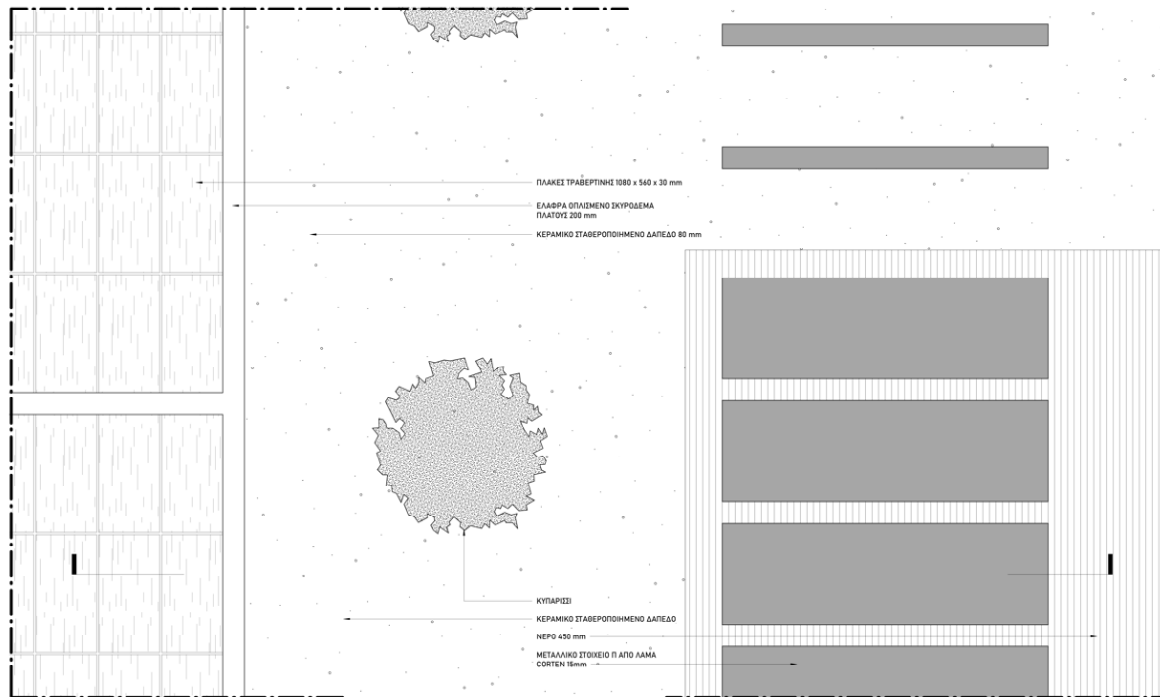 ΠΛΑΚΕΣ ΤΡΑΒΕΡΤΙΝΗΣ 1080 x 560 x 30 mm
ΕΛΑΦΡΑ ΟΠΛΙΣΜΕΝΟ ΣΚΥΡΟΔΕΜΑ
ΠΛΑΤΟΥΣ 200 mm
ΚΕΡΑΜΙΚΟ ΣΤΑΘΕΡΟΠΟΙΗΜΕΝΟ ΔΑΠΕΔΟ 80 mm
ΚΥΠΑΡΙΣΣΙ
ΚΕΡΑΜΙΚΟ ΣΤΑΘΕΡΟΠΟΙΗΜΕΝΟ ΔΑΠΕΔΟ
ΝΕΡΟ 450 mm
ΜΕΤΑΛΛΙΚΟ ΣΤΟΙΧΕΙΟ Π ΑΠΟ ΛΑΜΑ
CORTEN 15mm